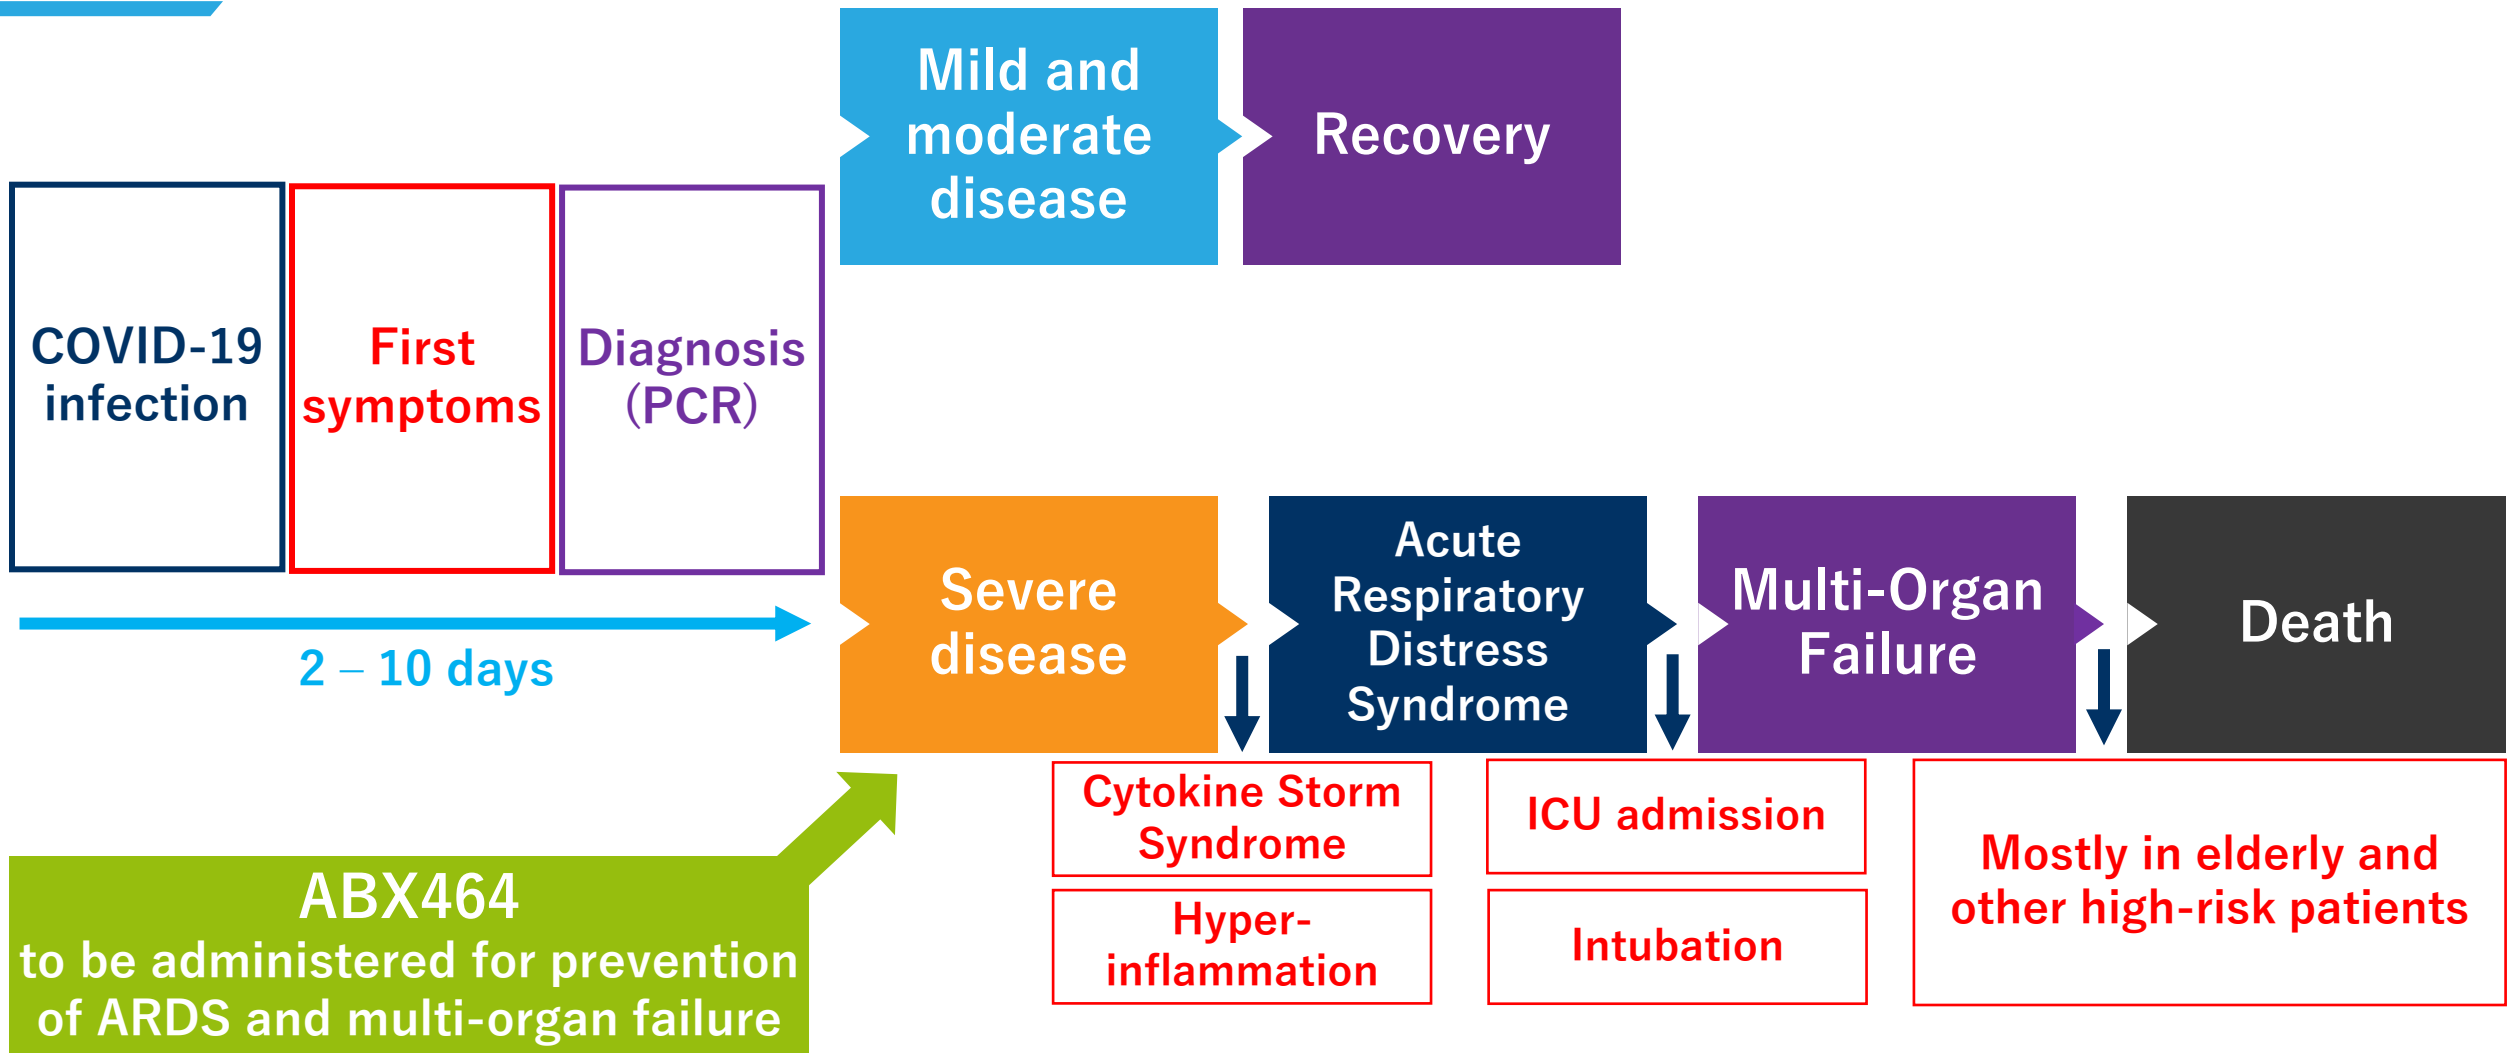 Mild and
moderate
disease
Recovery
COVID-19
infection
First
symptoms
Diagnosis
(PCR)
2 – 10 days
Severe
disease
Acute
Respiratory
Distress
Syndrome
Multi-Organ
Failure
Death
Cytokine Storm
Syndrome
Hyper-
inflammation
ICU admission
Intubation
Mostly in elderly and
other high-risk patients
ABX464
to be administered for prevention
of ARDS and multi-organ failure